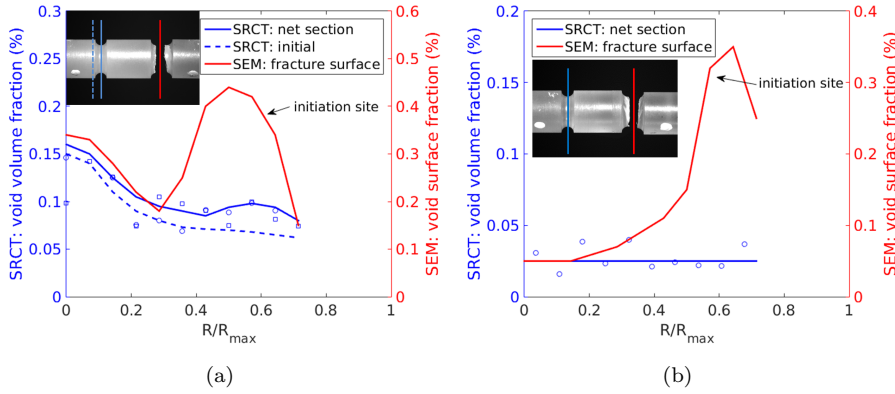 0.3
0.25
0.2
0.15
0.1
0.05
0
SRCT: void volume fraction (%)
0 0.2 0.4 0.6 0.8 1
R/Rmax
0.6
0.5
0.4
0.3
0.2
0.1
0
SEM: void surface fraction (%)
SRCT: net section
SRCT: initial
SEM: fracture surface
initiation site
(a)
0.2
0.15
0.1
0.05
0
SRCT: void volume fraction (%)
0 0.2 0.4 0.6 0.8 1
R/Rmax
0.4
0.3
0.2
0.1
0
SEM: void surface fraction (%)
SRCT: net section
SEM: fracture surface
initiation site
(b)